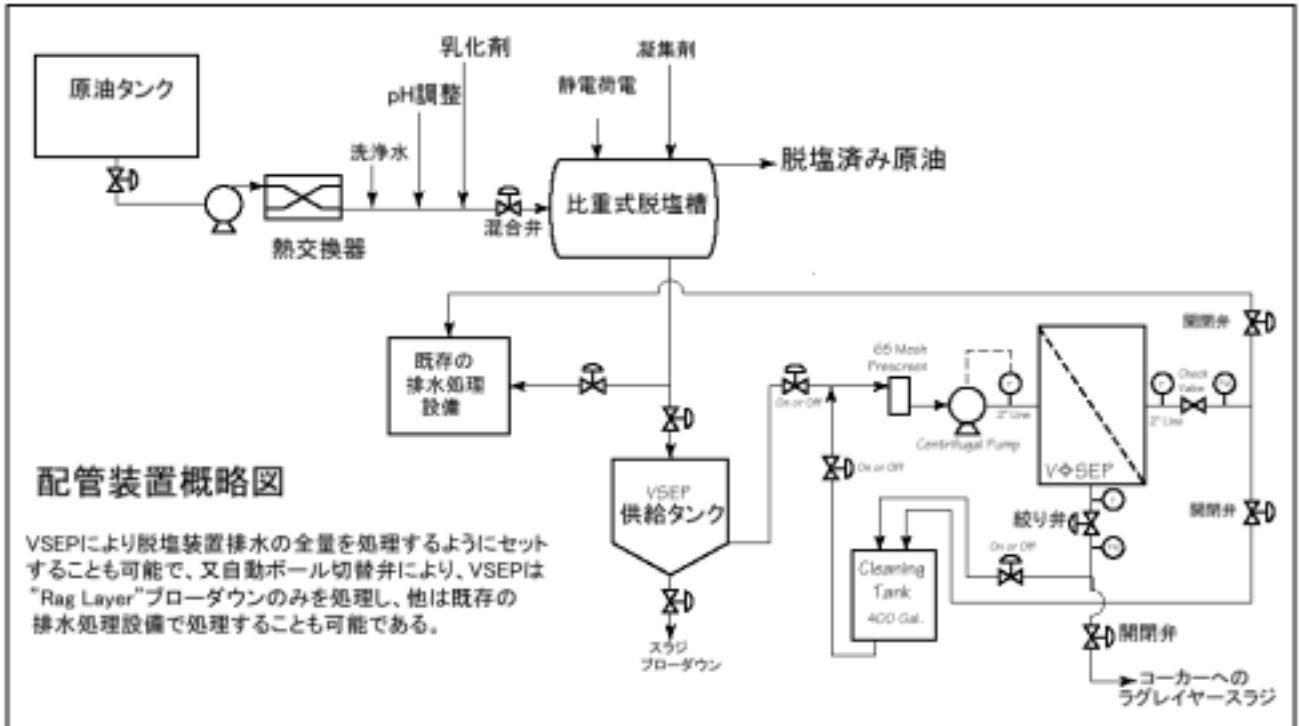 乳化剤
凝集剤
原油タンク
静電荷電
pH調整
洗浄水
脱塩済み原油
比重式脱塩槽
混合弁
熱交換器
開閉弁
既存の
排水処理
設備
65 Mesh
Prescreen
Check
Valve
On or Off
2" Line
2" Line
Centrifugal Pump
On or Off
V SEP
配管装置概略図
VSEP
供給タンク
絞り弁
開閉弁
On or Off
VSEPにより脱塩装置排水の全量を処理するようにセット
することも可能で、又自動ボール切替弁により、VSEPは
"Rag Layer"ブローダウンのみを処理し、他は既存の
排水処理設備で処理することも可能である。
Cleaning
Tank
400 Gal.
開閉弁
スラジ
ブローダウン
コーカーへの
ラグレイヤースラジ